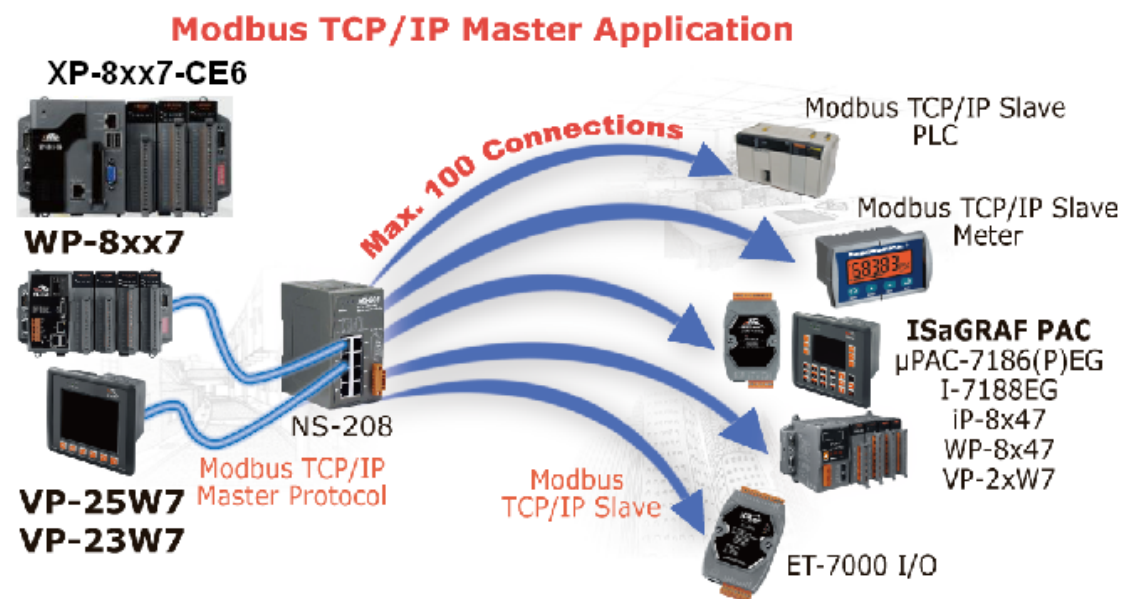 Modbus TCP/IP Master Application
XP-8xx7-CE6
WP-8xx7
VP-25W7
VP-23W7
NS-208
Modbus TCP/IP
Master Protocol
Max. 100 Connections
Modbus
TCP/IP Slave
Modbus TCP/IP Slave
PLC
Modbus TCP/IP Slave
Meter
58383
ISaGRAF PAC
µPAC-7186(P)EG
I-7188EG
iP-8x47
WP-8x47
VP-2xW7
ET-7000 I/O